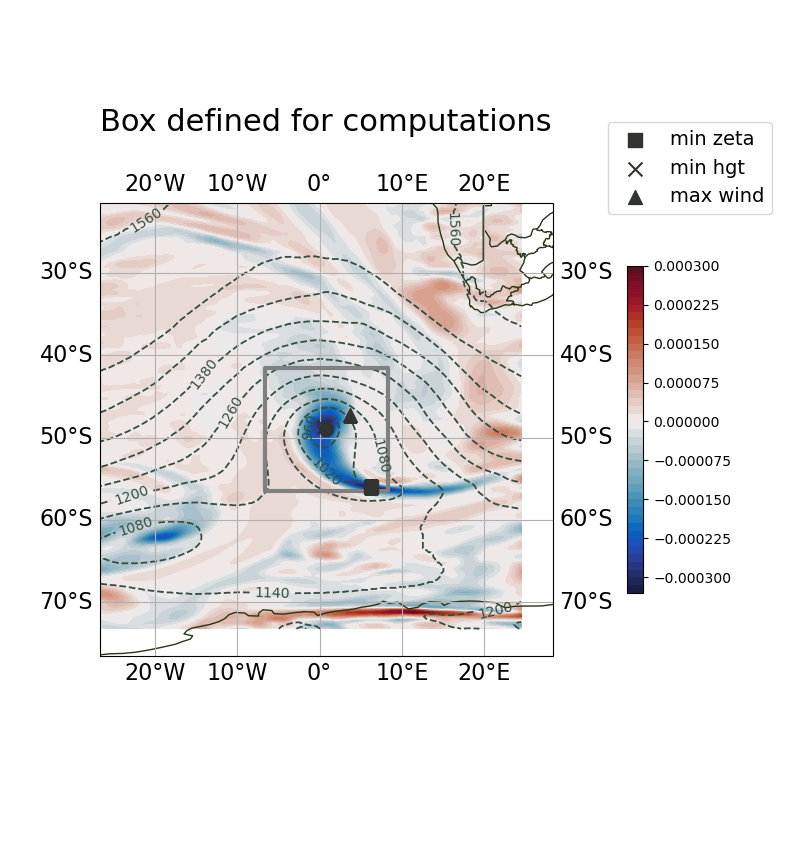 Box defined for computations
min zeta
min hgt
max wind
20°W 10°W 0° 10°E 20°E
30°S 30°S
40°S 40°S
50°S 50°S
60°S 60°S
70°S 70°S
20°W 10°W 0° 10°E 20°E
1560
1560
1380
1260
1080
1020
1200
1080
1140
1200
0.000300
0.000225
0.000150
0.000075
0.000000
−0.000075
−0.000150
−0.000225
−0.000300